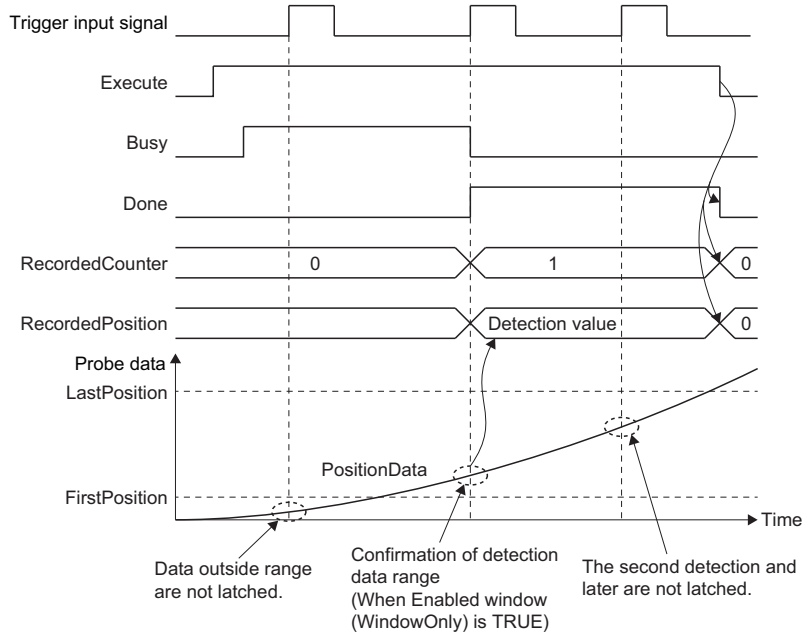 Trigger input signal
Execute
Busy
Done
RecordedCounter
0
1
0
RecordedPosition
Detection value
0
Probe data
LastPosition
PositionData
FirstPosition
Time
Data outside range
are not latched.
Confirmation of detection
data range
(When Enabled window
(WindowOnly) is TRUE)
The second detection and
later are not latched.